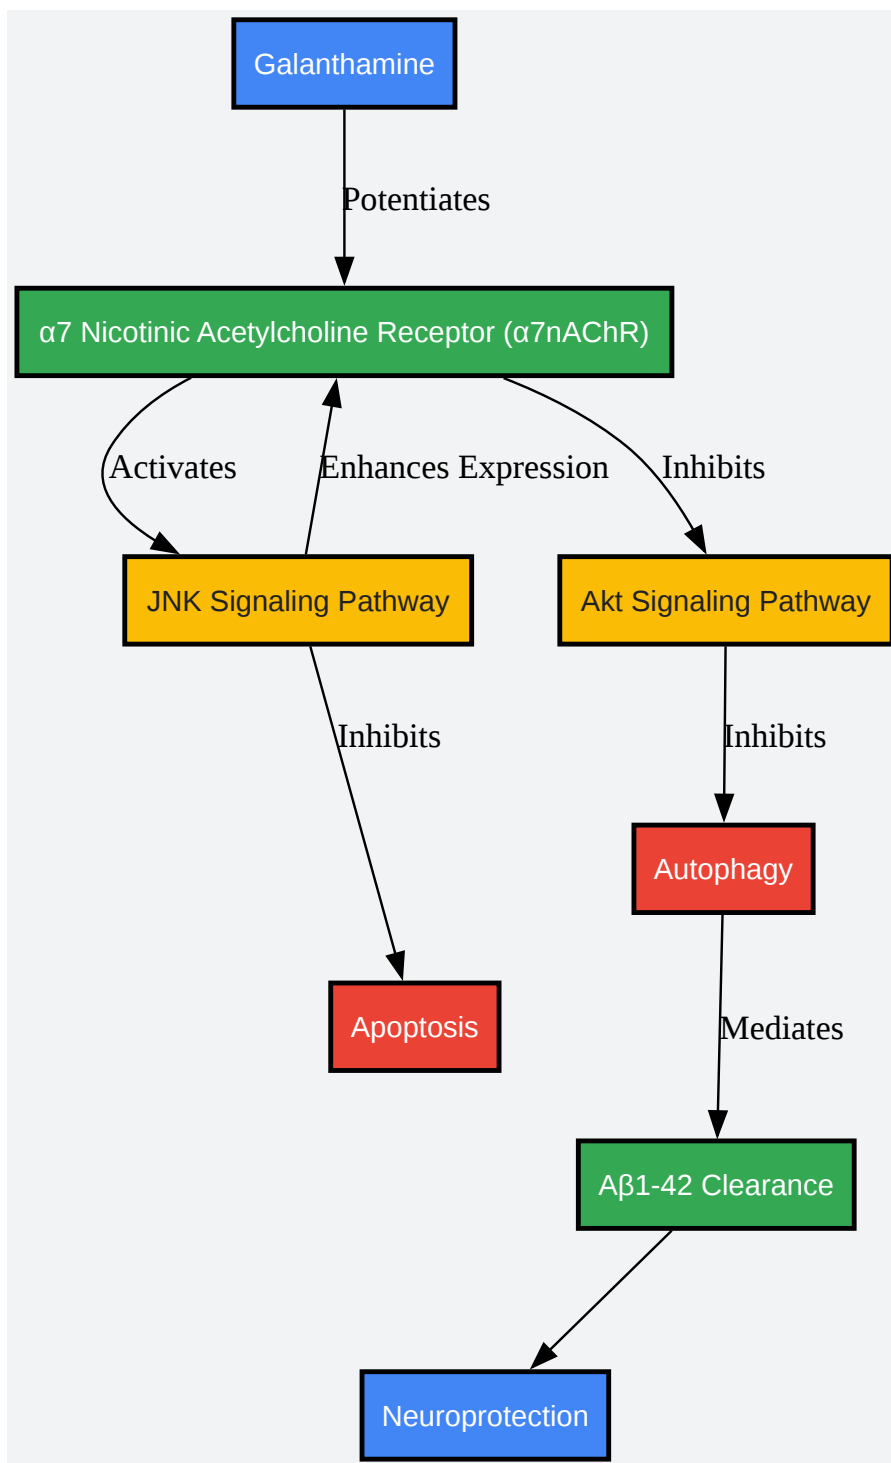 Galanthamine
Potentiates
α7 Nicotinic Acetylcholine Receptor (α7nAChR)
Activates
Enhances Expression
Inhibits
JNK Signaling Pathway
Akt Signaling Pathway
Inhibits
Inhibits
Autophagy
Apoptosis
Mediates
Aβ1-42 Clearance
Neuroprotection